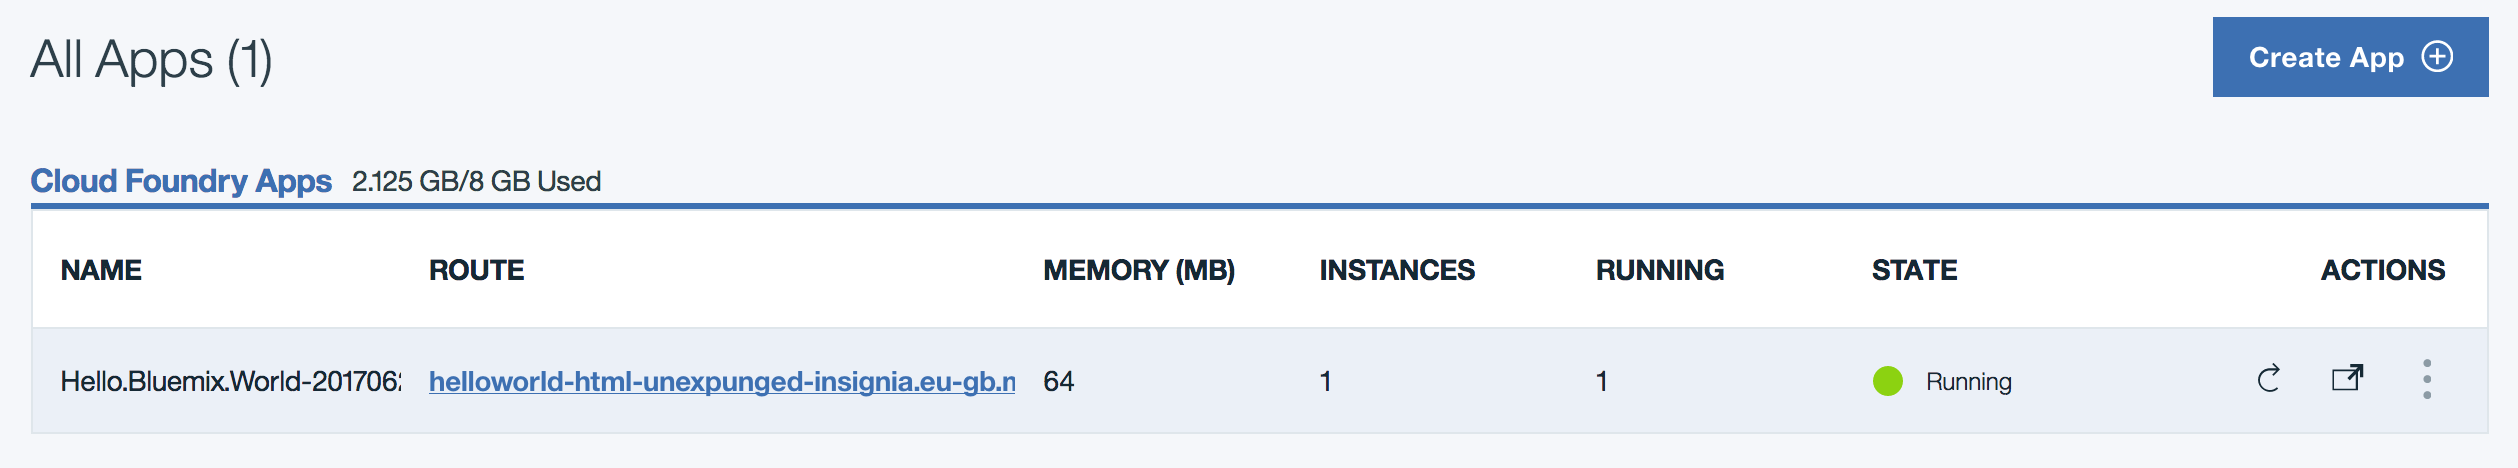 All Apps (1)
Create App
Cloud Foundry Apps 2.125 GB/8 GB Used
NAME ROUTE MEMORY (MB) INSTANCES RUNNING STATE ACTIONS
Hello.Bluemix.World-201706 helloworld-html-unexpunged-insignia.eu-gb. 64 1 1 Running